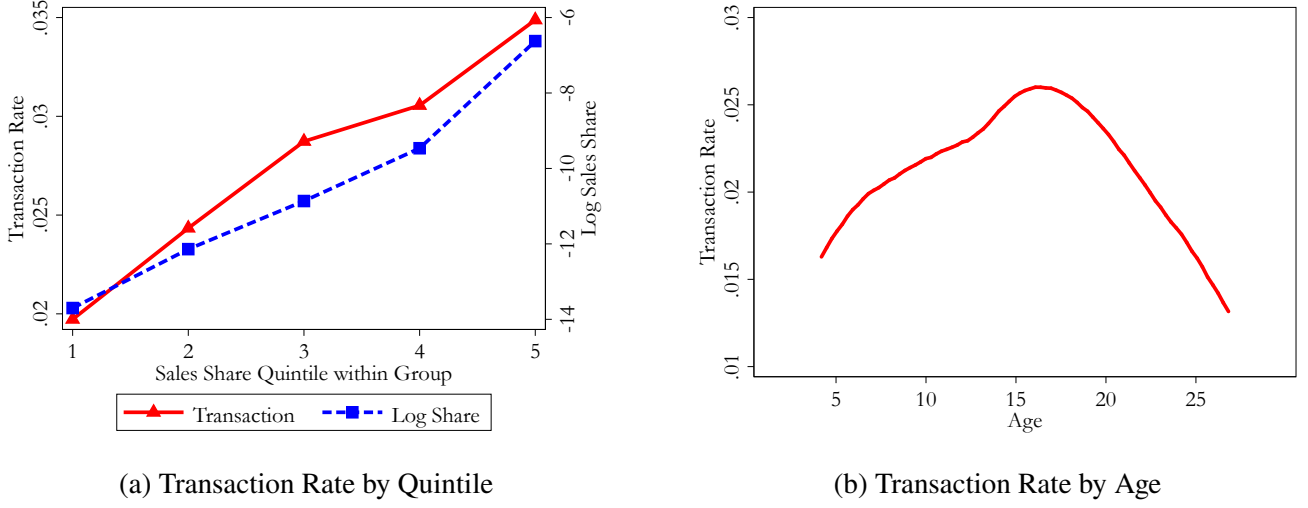 .035
.03
.025
.02
Transaction Rate
-6
-8
-10
-12
-14
Log Sales Share
1 2 3 4 5
Sales Share Quintile within Group
Transaction Log Share
(a) Transaction Rate by Quintile
.03
.025
.02
.015
.01
Transaction Rate
5 10 15 20 25
Age
(b) Transaction Rate by Age